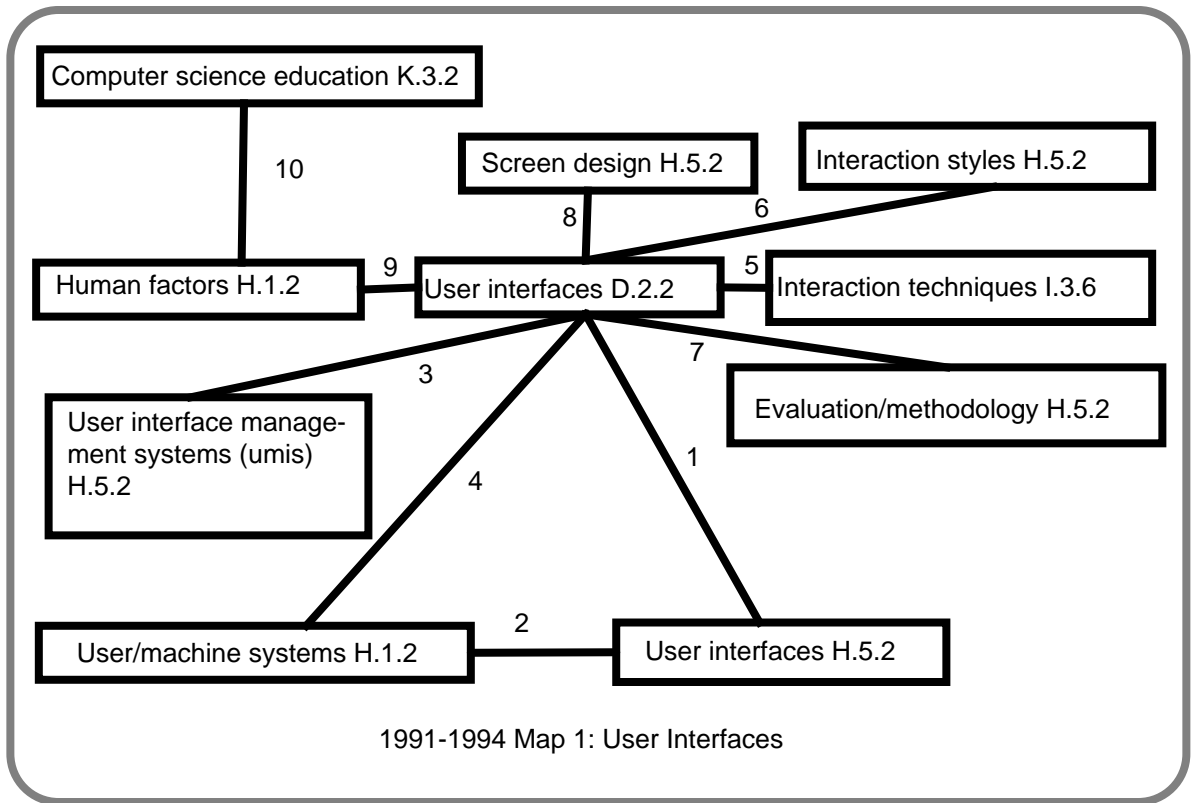 Computer science education K.3.2
10
Screen design H.5.2
Interaction styles H.5.2
8
6
Human factors H.1.2
9
User interfaces D.2.2
5
Interaction techniques I.3.6
3
7
User interface manage-
ment systems (umis)
H.5.2
Evaluation/methodology H.5.2
4
1
User/machine systems H.1.2
2
User interfaces H.5.2
1991-1994 Map 1: User Interfaces